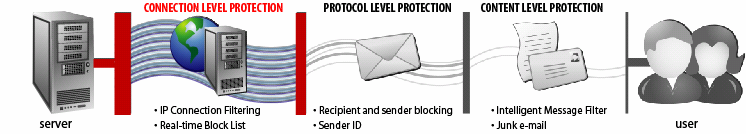 CONNECTION LEVEL PROTECTION
PROTOCOL LEVEL PROTECTION
CONTENT LEVEL PROTECTION
• IP Connection Filtering
• Real-time Block List
• Recipient and sender blocking
• Sender ID
• Intelligent Message Filter
• Junk e-mail
server
user